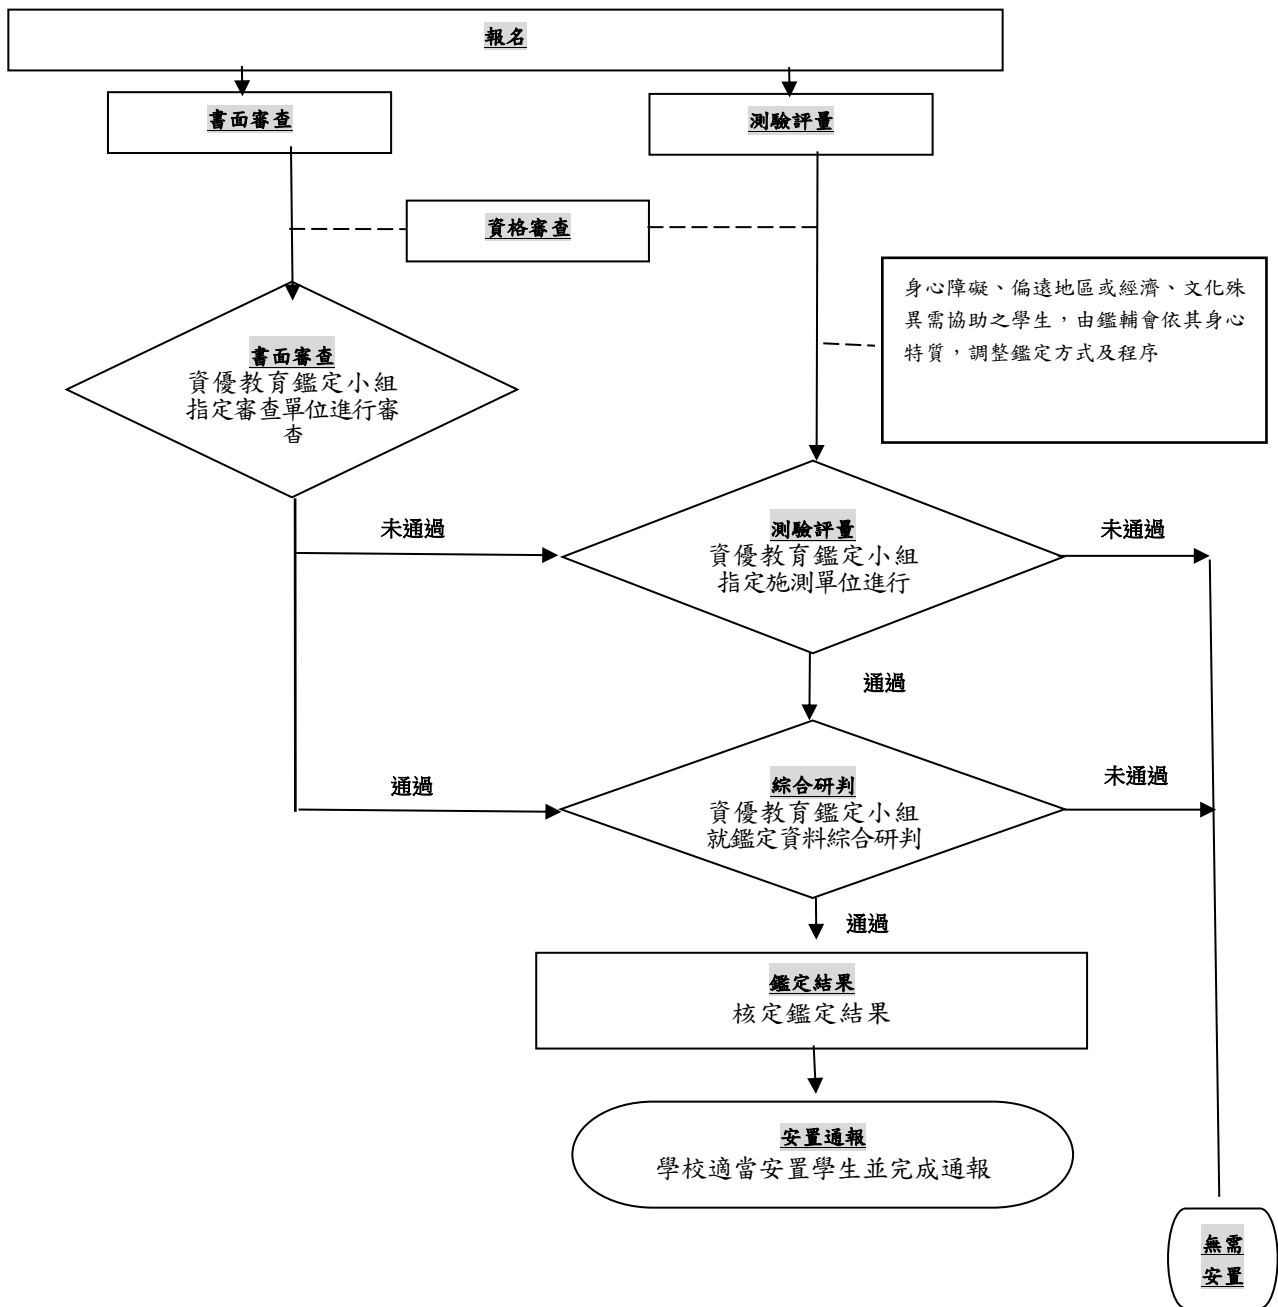 報名
書面審查
測驗評量
資格審查
身心障礙、偏遠地區或經濟、文化殊
異需協助之學生，由鑑輔會依其身心
特質，調整鑑定方式及程序
書面審查
資優教育鑑定小組
指定審查單位進行審
查
未通過
測驗評量
資優教育鑑定小組
指定施測單位進行
未通過
通過
通過
綜合研判
資優教育鑑定小組
就鑑定資料綜合研判
未通過
通過
鑑定結果
核定鑑定結果
安置通報
學校適當安置學生並完成通報
無需
安置